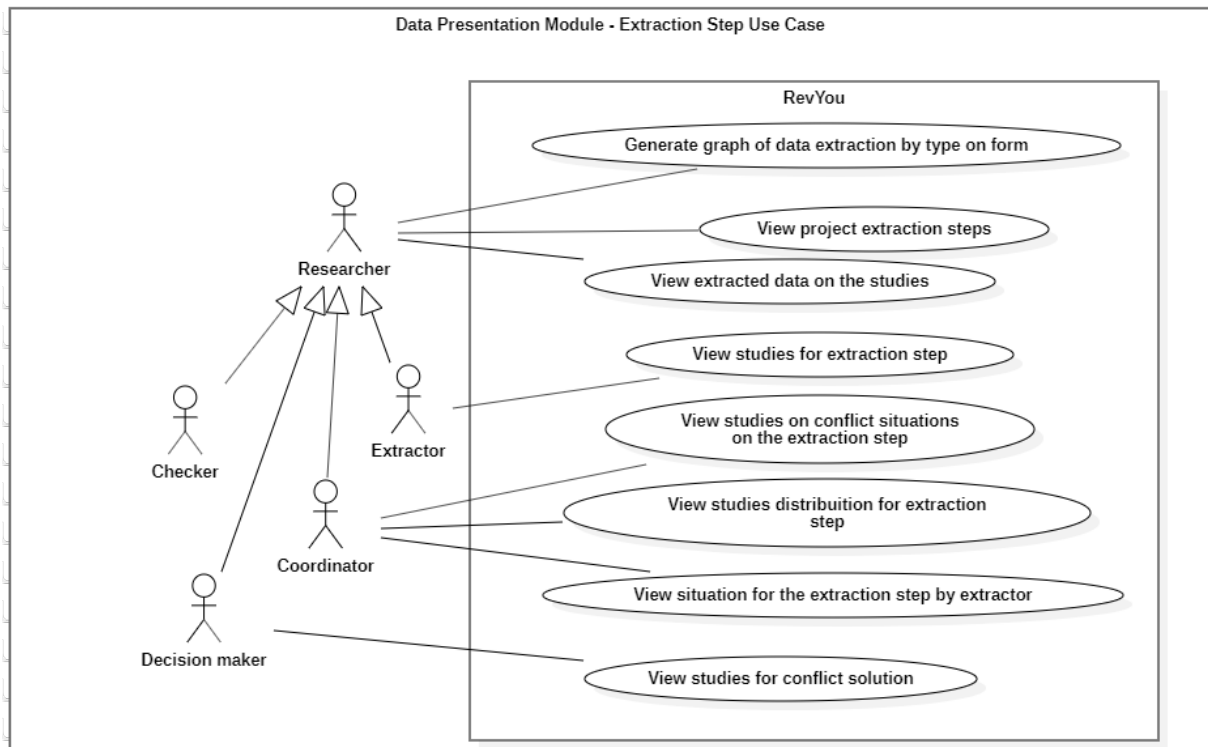 Data Presentation Module - Extraction Step Use Case
RevYou
Generate graph of data extraction by type on form
View project extraction steps
Researcher
View extracted data on the studies
View studies for extraction step
Extractor
View studies on conflict situations
on the extraction step
Checker
View studies distribuition for extraction
step
Coordinator
View situation for the extraction step by extractor
Decision maker
View studies for conflict solution